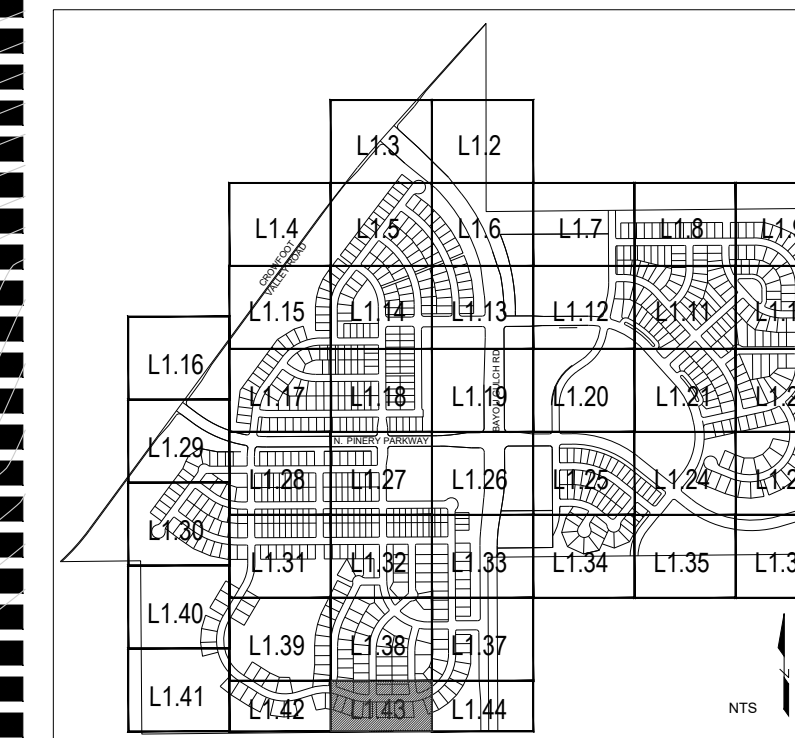 L1.3 L1.2
L1.4 L1.5 L1.6 L1.7 L1.8
CROWFOOT
VALLEY ROAD
L1.15 L1.14 L1.13 L1.12 L1.11
L1.16
L1.17 L1.18 L1.19 L1.20 L1.21
BAYOU GULCH RD
N. PINERY PARKWAY
L1.29
L1.28 L1.27 L1.26 L1.25 L1.24
L1.30
L1.31 L1.32 L1.33 L1.34 L1.35
L1.40
L1.39 L1.38 L1.37
L1.41
L1.42 L1.43 L1.44
NTS
N